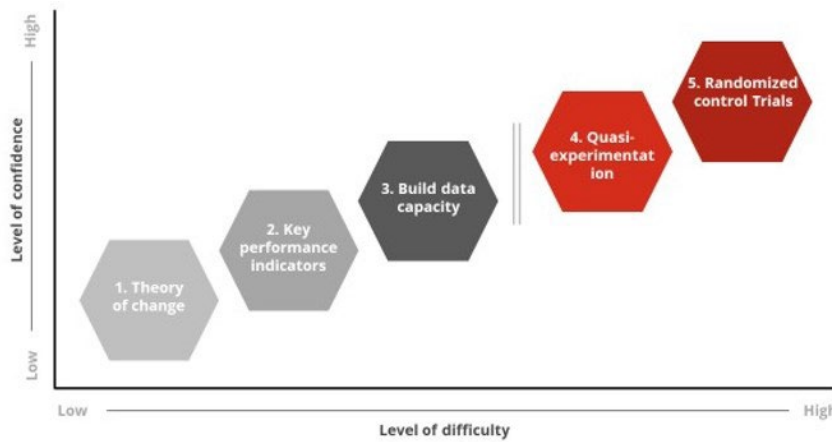 High
Level of confidence
Low
5. Randomized
control Trials
4. Quasi-
experimentat
ion
3. Build data
capacity
2. Key
performance
indicators
1. Theory
of change
Low
High
Level of difficulty